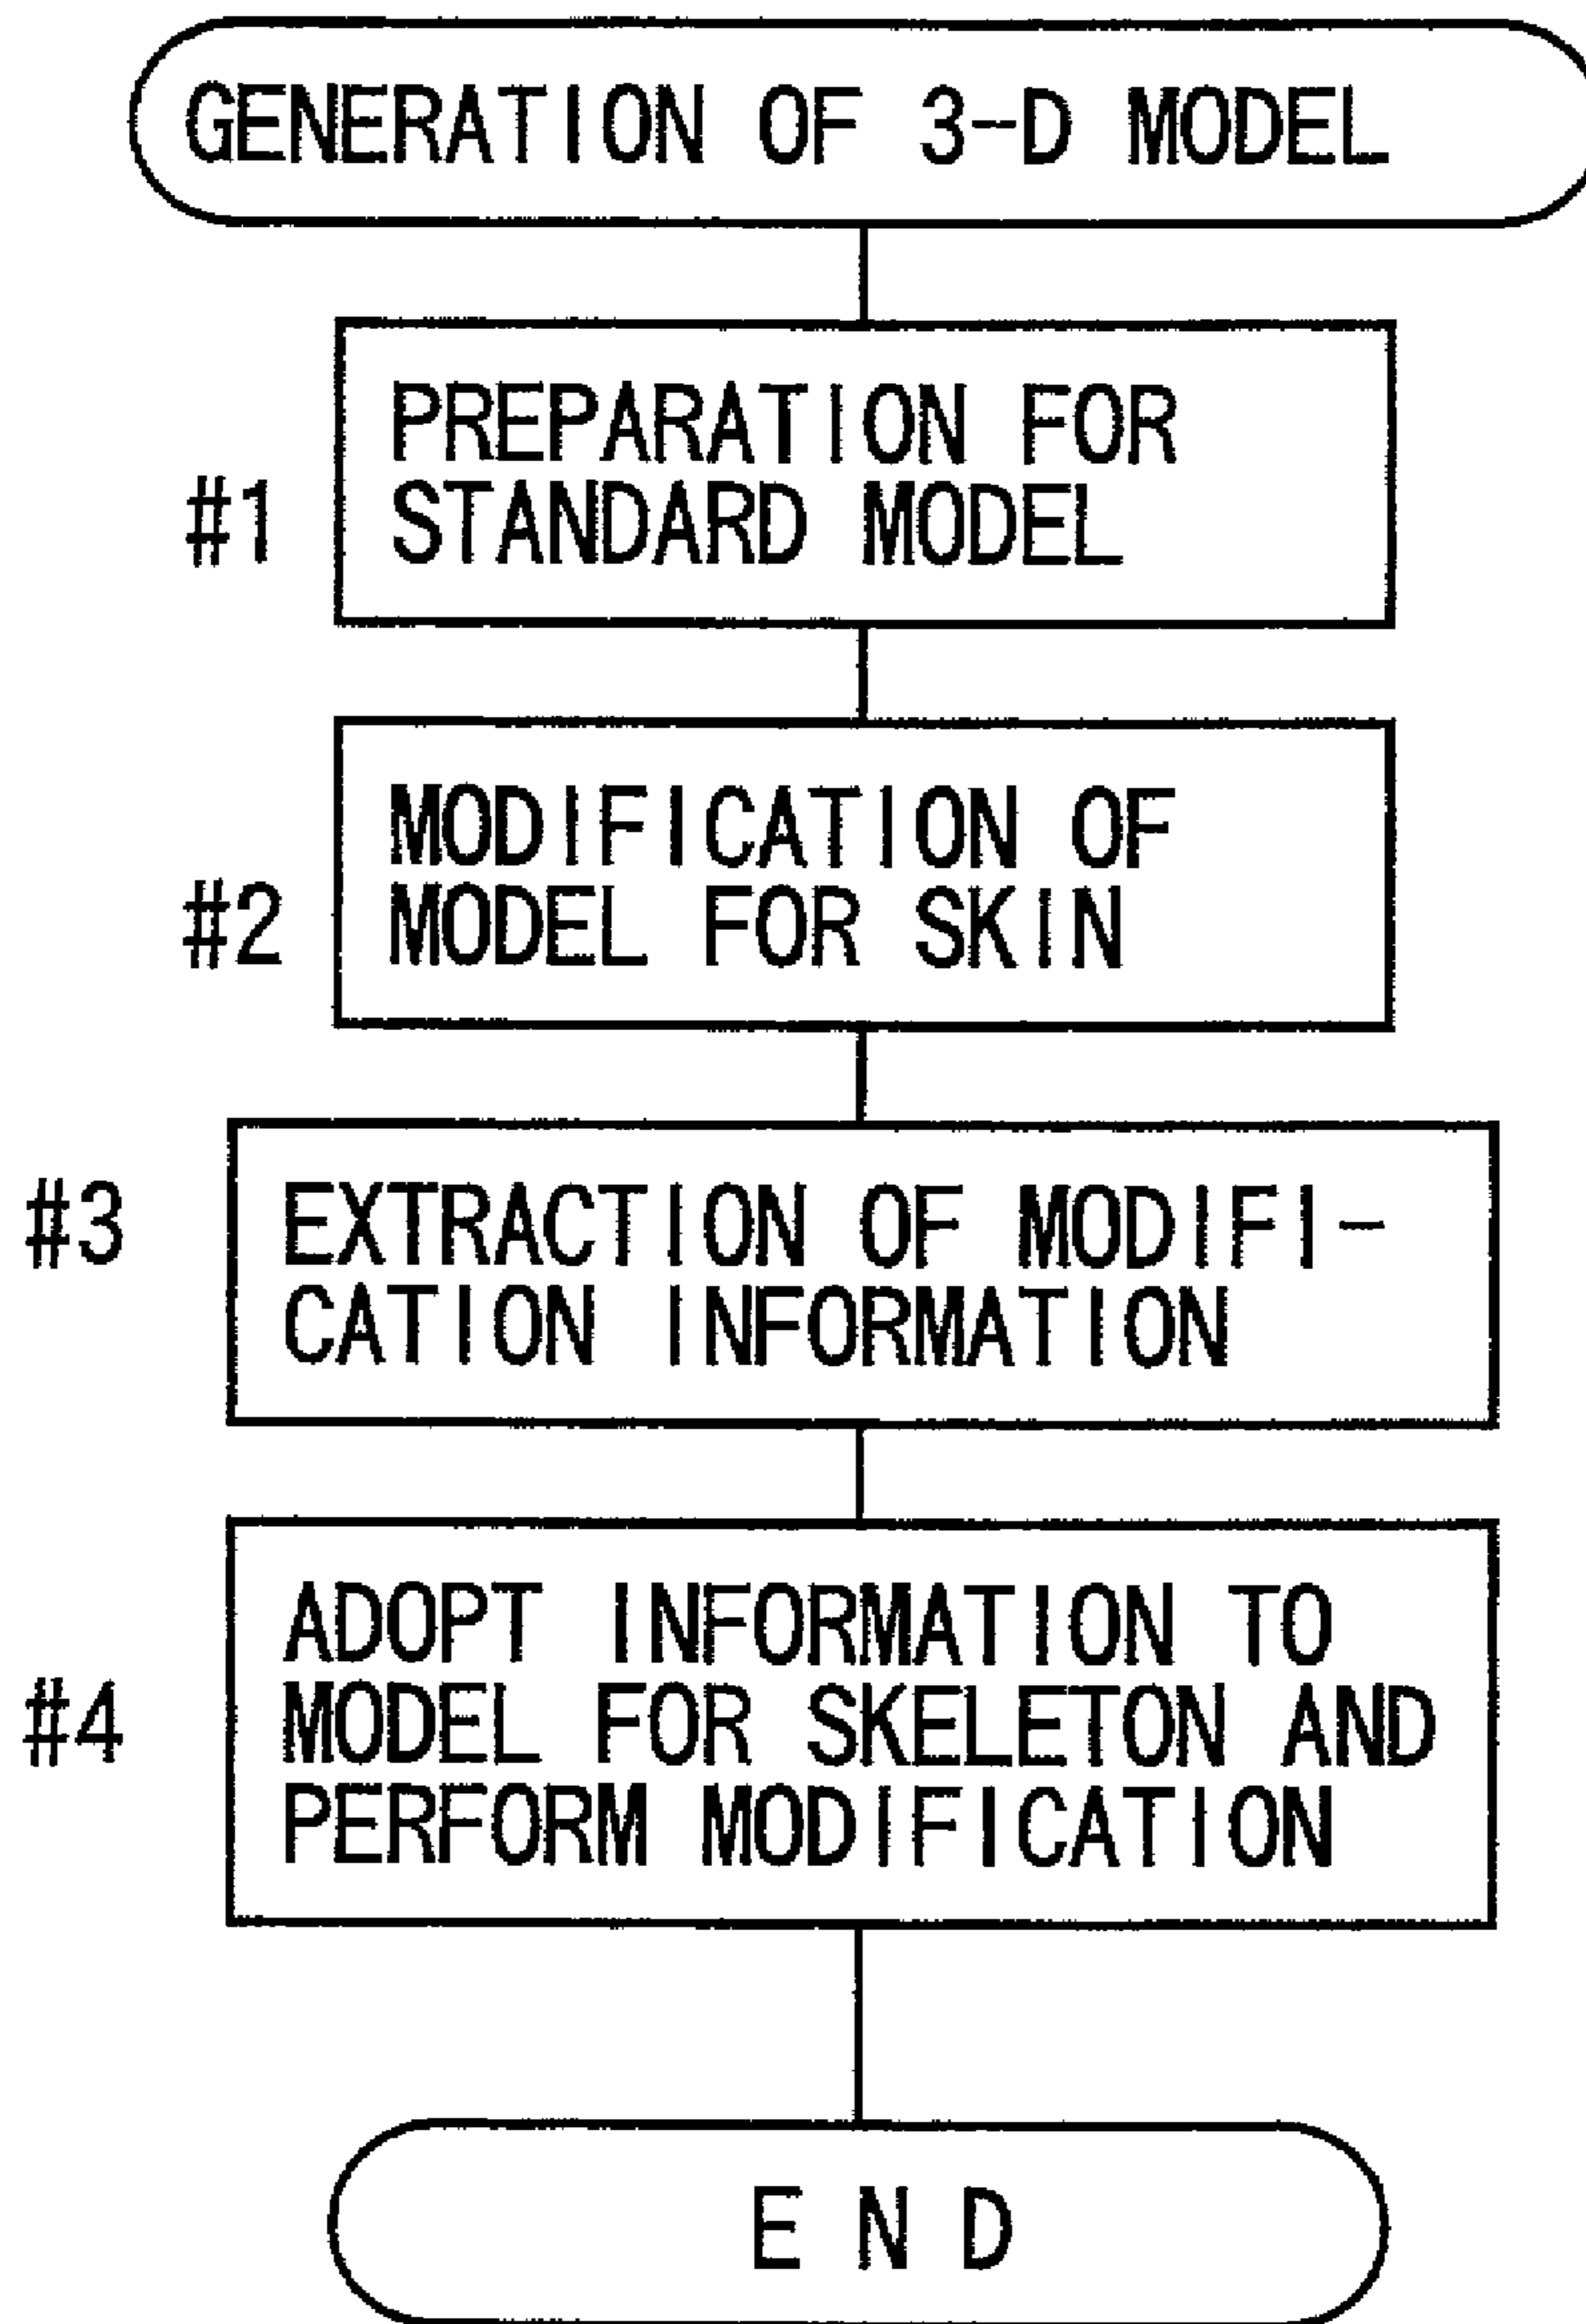 GENERATION OF 3-D MODEL
PREPARATION FOR
#1
STANDARD MODEL
MODIFICATION OF
#2
MODEL FOR SKIN
#3
EXTRACTION OF MODIFI-
CATION INFORMATION
ADOPT INFORMATION TO
#4
MODEL FOR SKELETON AND
PERFORM MODIFICATION
END